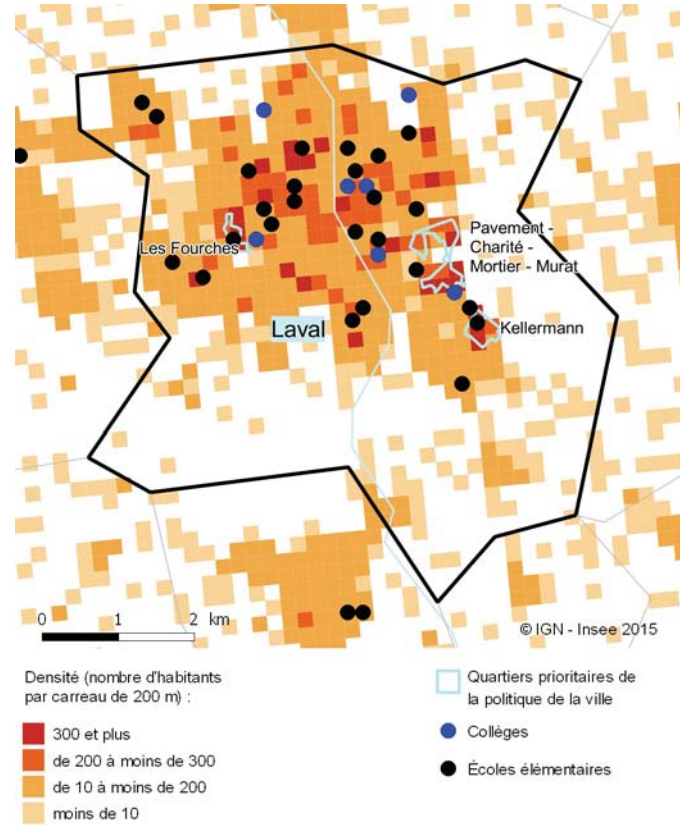 Pavement -
Charité -
Mortier - Murat
Les Fourches
Laval
Kellermann
0 1 2 km
© IGN - Insee 2015
Densité (nombre d'habitants
par carreau de 200 m) :
300 et plus
de 200 à moins de 300
de 10 à moins de 200
moins de 10
Quartiers prioritaires de
la politique de la ville
Collèges
Écoles élémentaires